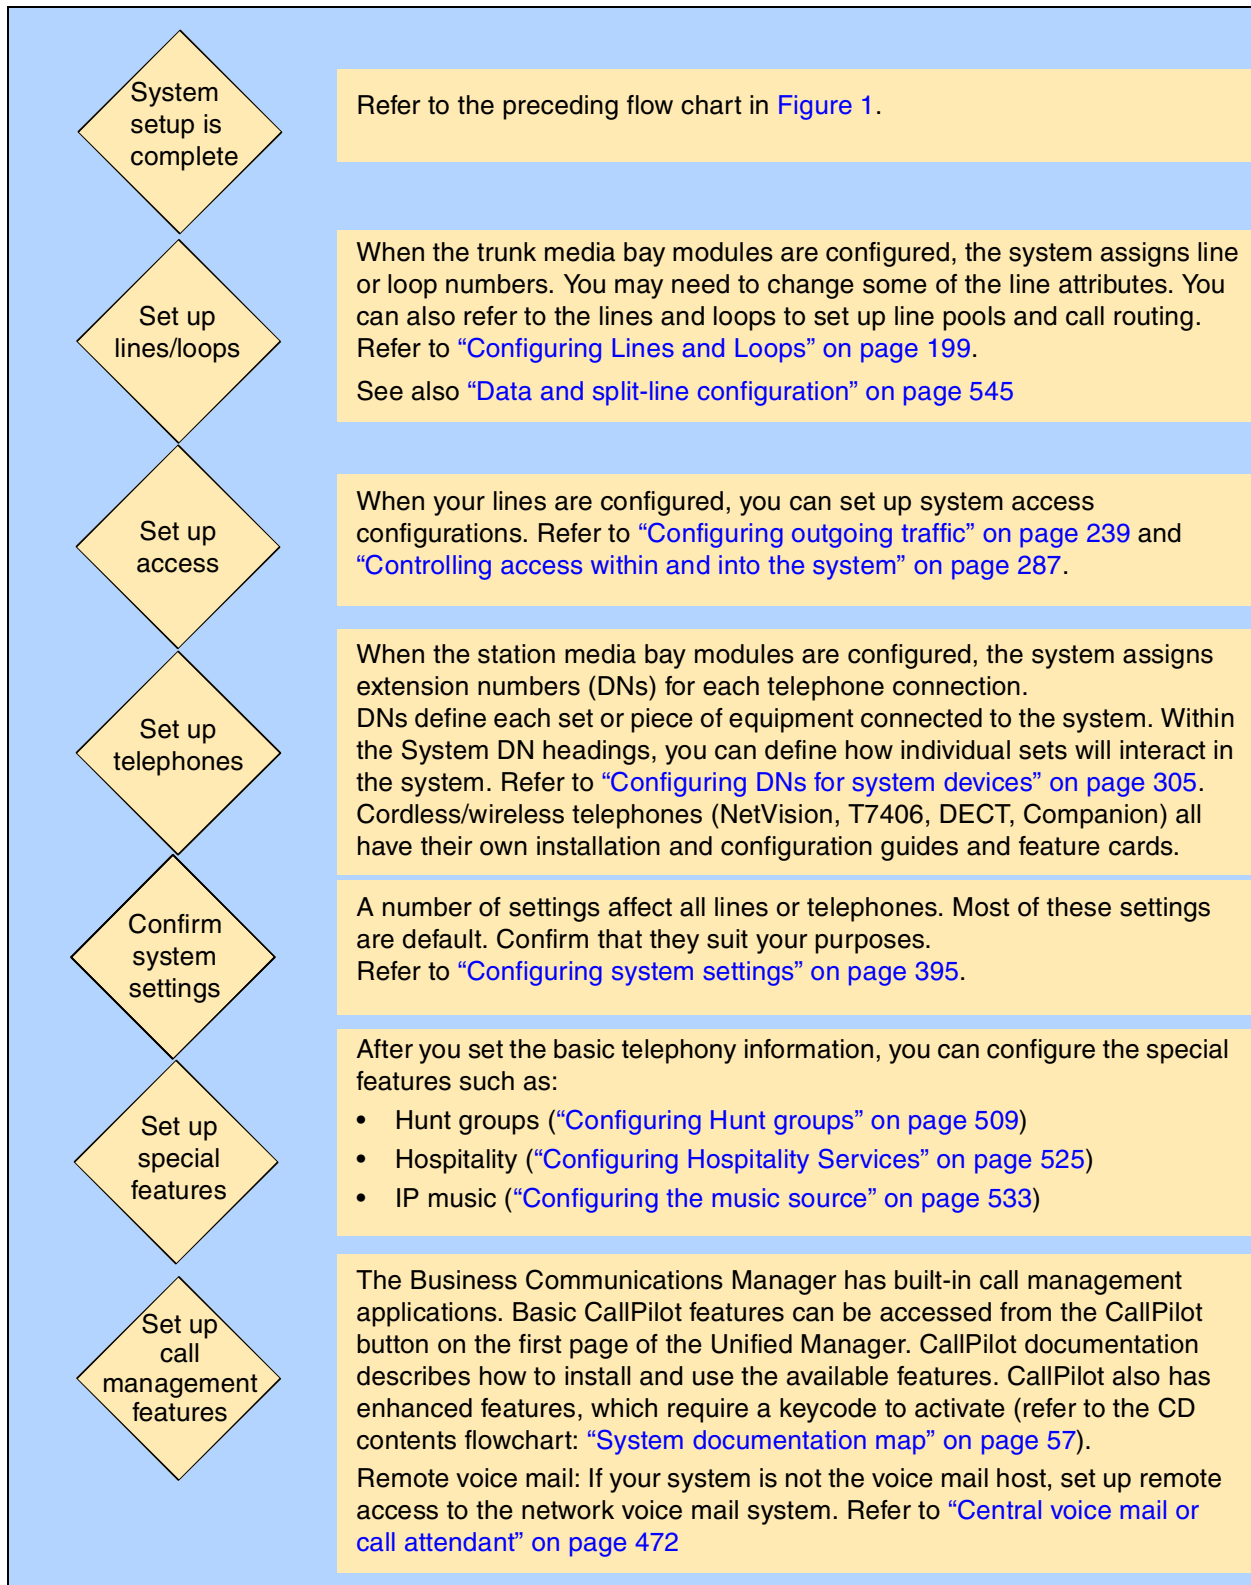 System
setup is
complete
Refer to the preceding flow chart in Figure 1.
Set up
lines/loops
When the trunk media bay modules are configured, the system assigns line
or loop numbers. You may need to change some of the line attributes. You
can also refer to the lines and loops to set up line pools and call routing.
Refer to “Configuring Lines and Loops” on page 199.
See also “Data and split-line configuration” on page 545
Set up
access
When your lines are configured, you can set up system access
configurations. Refer to “Configuring outgoing traffic” on page 239 and
“Controlling access within and into the system” on page 287.
Set up
telephones
When the station media bay modules are configured, the system assigns
extension numbers (DNs) for each telephone connection.
DNs define each set or piece of equipment connected to the system. Within
the System DN headings, you can define how individual sets will interact in
the system. Refer to “Configuring DNs for system devices” on page 305.
Cordless/wireless telephones (NetVision, T7406, DECT, Companion) all
have their own installation and configuration guides and feature cards.
Confirm
system
settings
A number of settings affect all lines or telephones. Most of these settings
are default. Confirm that they suit your purposes.
Refer to “Configuring system settings” on page 395.
Set up
special
features
After you set the basic telephony information, you can configure the special
features such as:
• Hunt groups (“Configuring Hunt groups” on page 509)
• Hospitality (“Configuring Hospitality Services” on page 525)
• IP music (“Configuring the music source” on page 533)
Set up
call
management
features
The Business Communications Manager has built-in call management
applications. Basic CallPilot features can be accessed from the CallPilot
button on the first page of the Unified Manager. CallPilot documentation
describes how to install and use the available features. CallPilot also has
enhanced features, which require a keycode to activate (refer to the CD
contents flowchart: “System documentation map” on page 57).
Remote voice mail: If your system is not the voice mail host, set up remote
access to the network voice mail system. Refer to “Central voice mail or
call attendant” on page 472